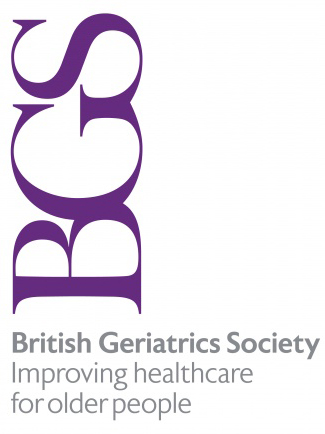 BGS
British Geriatrics Society
Improving healthcare
for older people